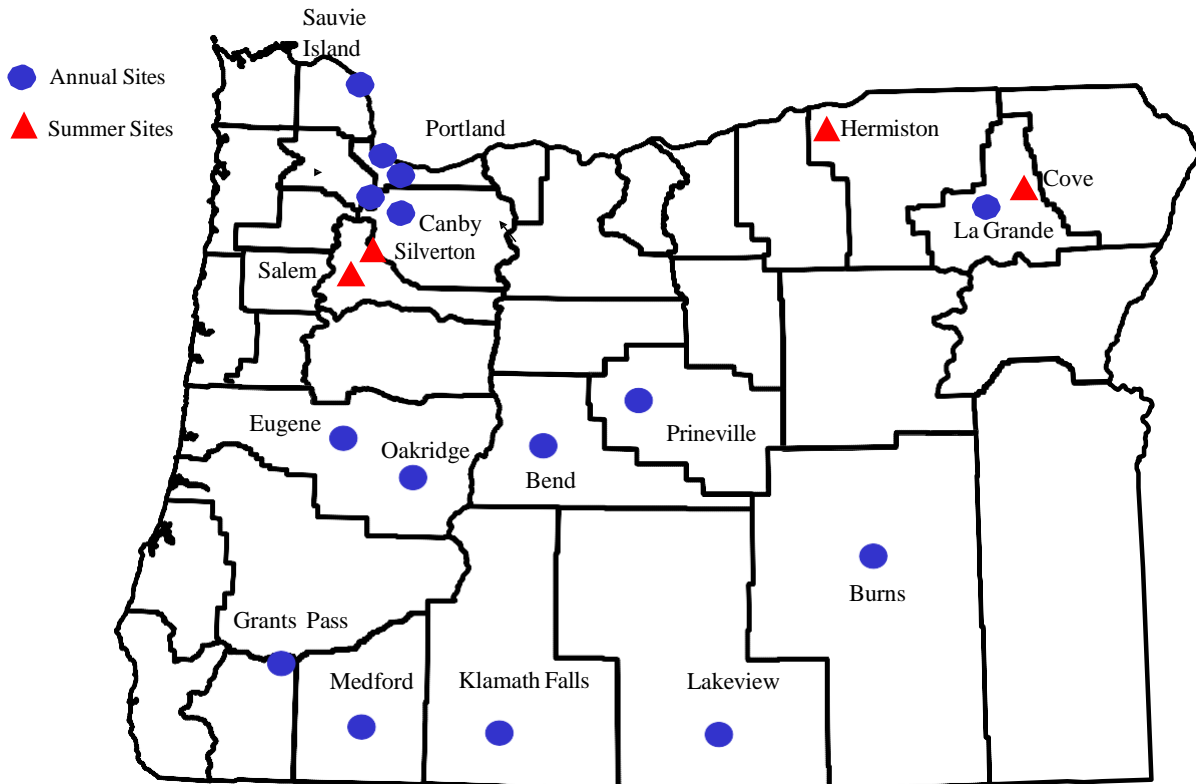 Sauvie
Island
Annual Sites
Summer Sites
Portland
Hermiston
Cove
La Grande
Canby
Silverton
Salem
Eugene
Oakridge
Prineville
Bend
Burns
Grants Pass
Medford
Klamath Falls
Lakeview